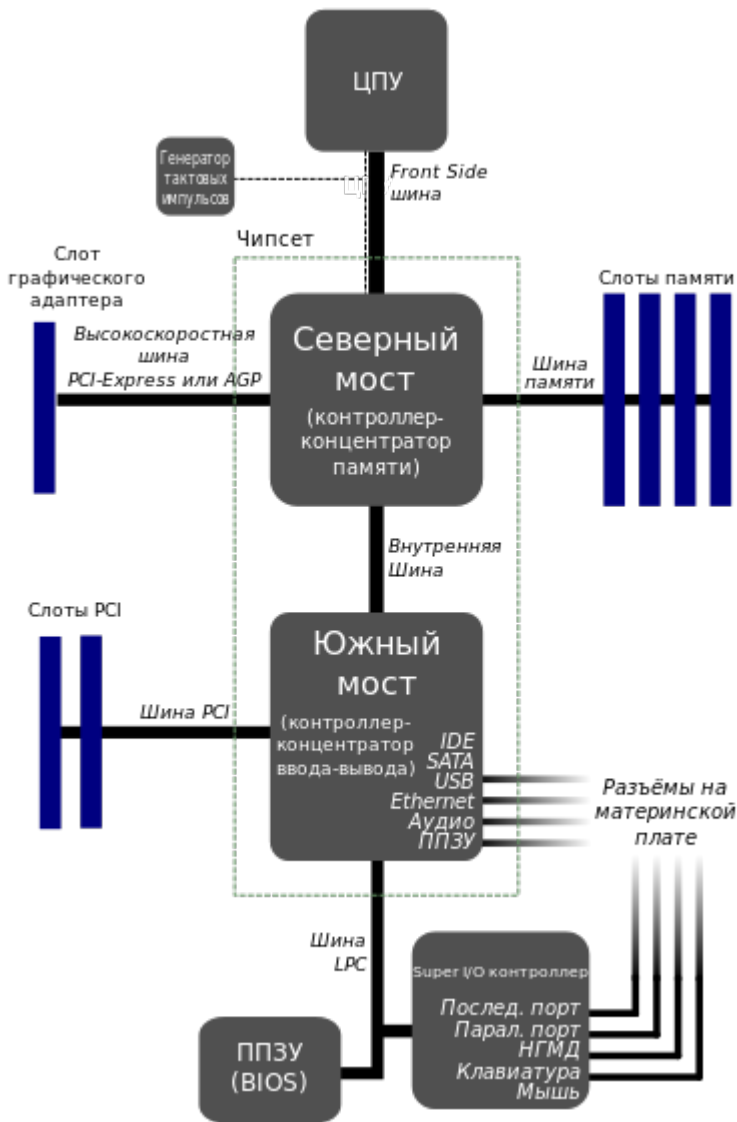 ЦПУ
Генератор
тактовых
импульсов
Front Side
шина
Чипсет
Слот
графического
адаптера
Слоты памяти
Высокоскоростная
шина
PCI-Express или AGP
Северный
мост
(контроллер-
концентратор
памяти)
Шина
памяти
Внутренняя
Шина
Слоты PCI
Южный
мост
(контроллер-
концентратор
ввода-вывода)
Шина PCI
IDE
SATA
USB
Ethernet
Аудио
ППЗУ
Разъёмы на
материнской
плате
Шина
LPC
Super I/O контроллер
Послед. порт
Парал. порт
НГМД
Клавиатура
Мышь
ППЗУ
(BIOS)